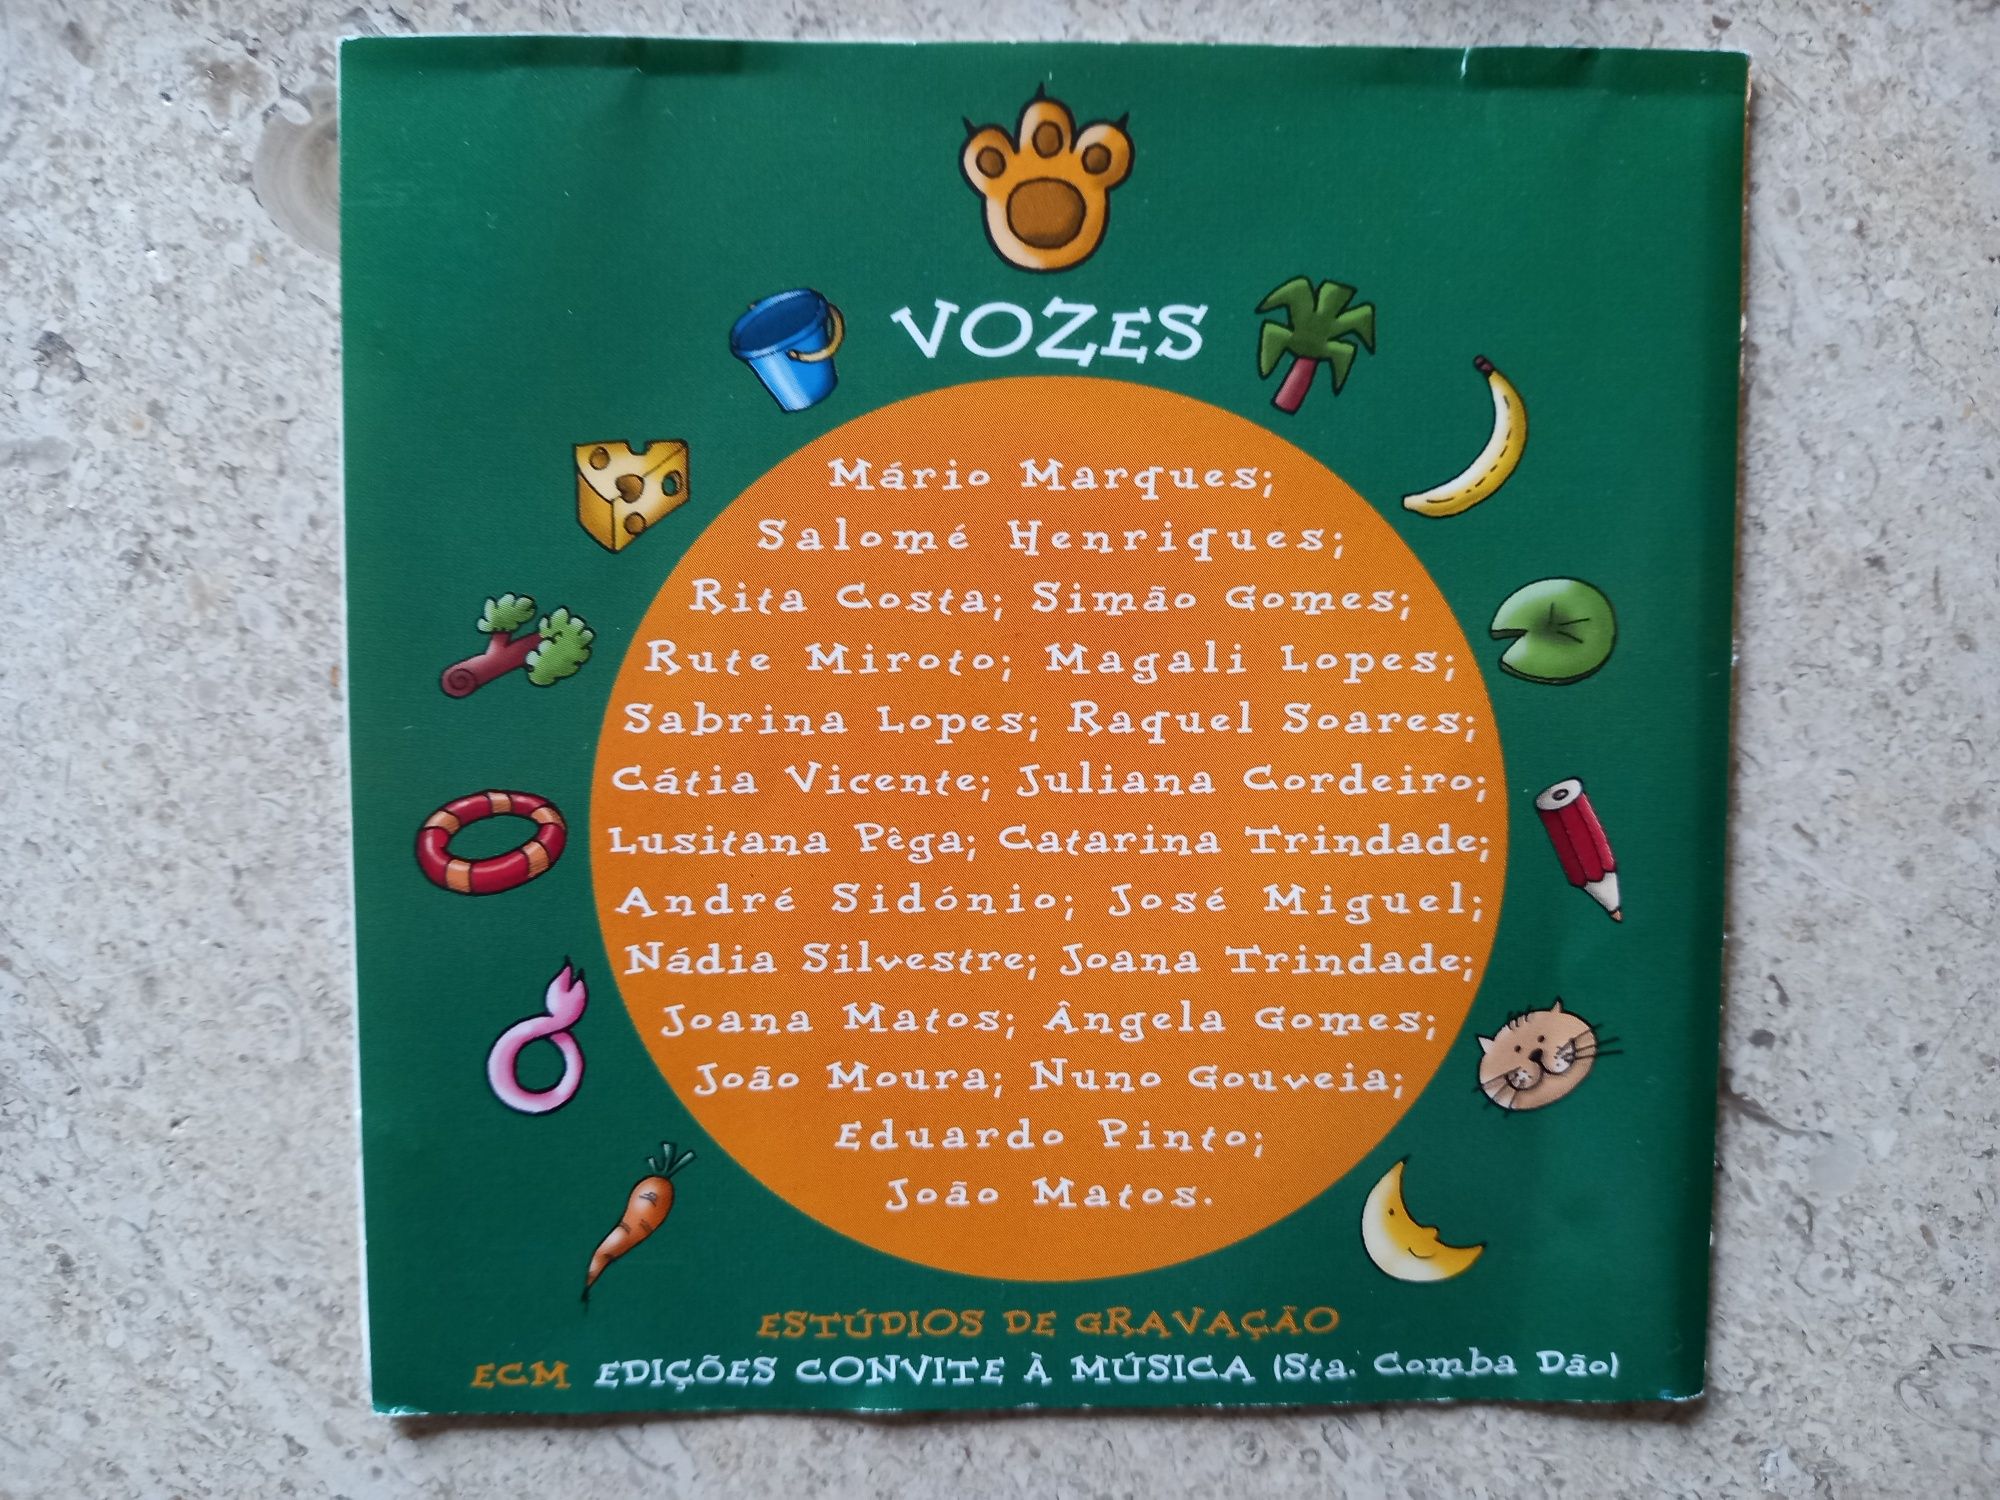 VOZES
Mário Marques;
Salomé Henriques;
Rita Costa; Simão Gomes;
Rute Miroto; Magali Lopes;
Sabrina Lopes; Raquel Soares;
Cátia Vicente; Juliana Cordeiro;
Lusitana Pêga; Catarina Trindade;
André Sidónio; José Miguel;
Nádia Silvestre; Joana Trindade;
Joana Matos; Ângela Gomes;
João Moura; Nuno Gouveia;
Eduardo Pinto;
João Matos.
ESTÚDIOS DE GRAVAÇÃO
ECM EDIÇÕES CONVITE À MÚSICA (Sta. Comba Dão)